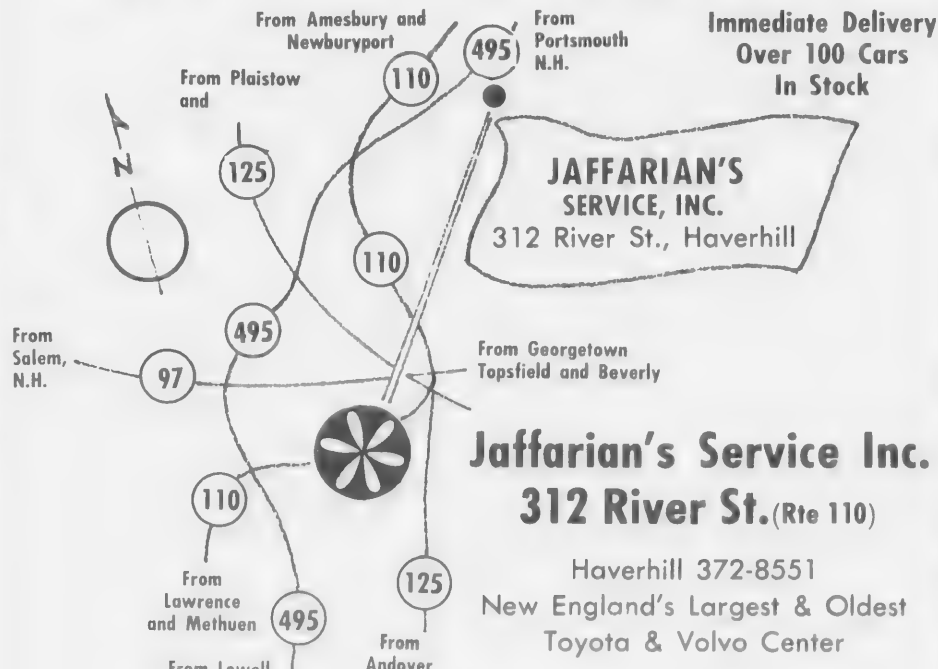 From Amesbury and
Newburyport
From
Portsmouth
N.H.
Immediate Delivery
Over 100 Cars
In Stock
From Plaistow
and
495
110
125
N
JAFFARIAN'S
SERVICE, INC.
312 River St., Haverhill
110
495
From
Salem,
N.H.
97
From Georgetown
Topsfield and Beverly
Jaffarian's Service Inc.
312 River St. (Rte 110)
110
From
Lawrence
and Methuen
125
495
Haverhill 372-8551
New England's Largest & Oldest
Toyota & Volvo Center
From Lowell
From
Andover